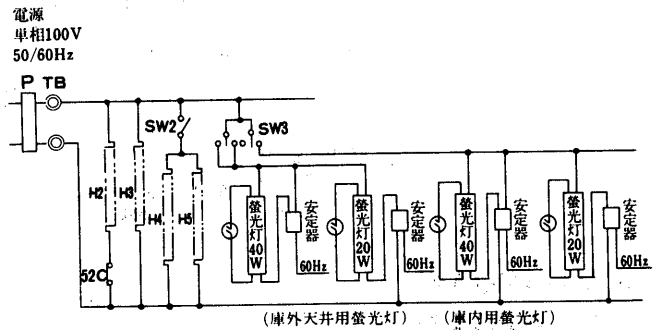 電源
単相100V
50/60Hz
P TB
SW2
SW3
H2
H3
H4
H5
52C
螢光灯40W
安定器
60Hz
螢光灯20W
安定器
60Hz
螢光灯40W
安定器
60Hz
螢光灯20W
安定器
60Hz
(庫外天井用螢光灯)
(庫内用螢光灯)